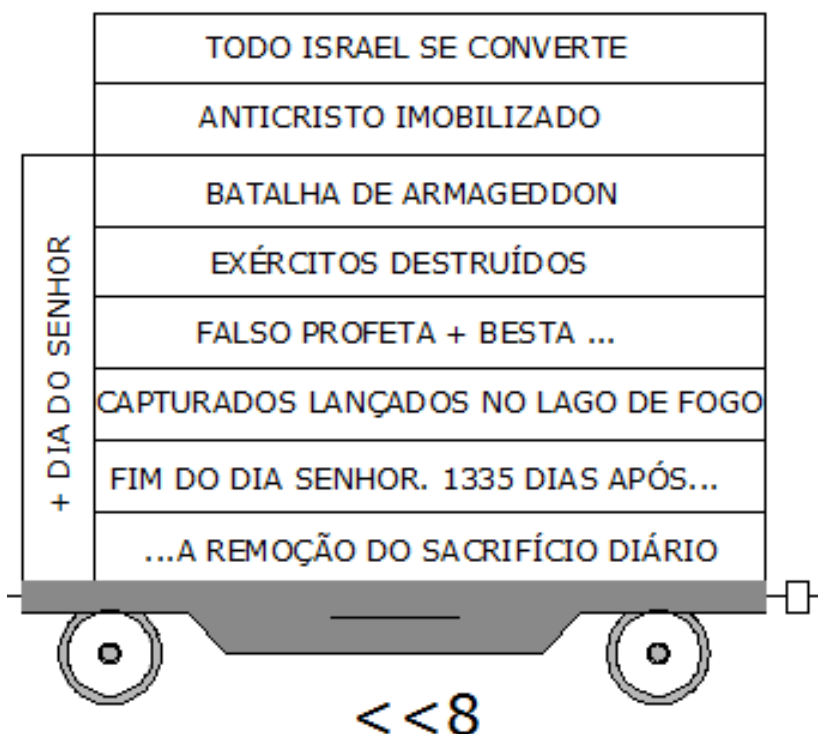 TODO ISRAEL SE CONVERTE
ANTICRISTO IMOBILIZADO
+ DIA DO SENHOR
BATALHA DE ARMAGEDDON
EXÉRCITOS DESTRUÍDOS
FALSO PROFETA + BESTA ...
CAPTURADOS LANÇADOS NO LAGO DE FOGO
FIM DO DIA SENHOR. 1335 DIAS APÓS...
...A REMOÇÃO DO SACRIFÍCIO DIÁRIO
<<8